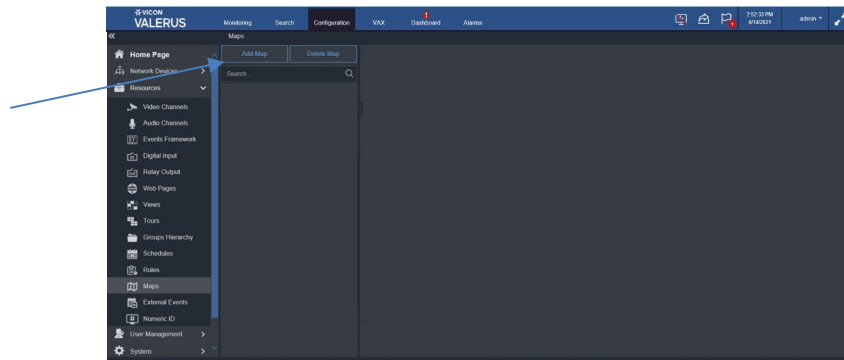 VICON
VALERUS
Monitoring Search Configuration VAX Dashboard Alarms
1
2:52:33 PM
4/14/2021
admin
Maps
Home Page
Network Devices
Resources
Video Channels
Audio Channels
Events Framework
Digital Input
Relay Output
Web Pages
Views
Tours
Groups Hierarchy
Schedules
Rules
Maps
External Events
# Numeric ID
User Management
System
Add Map Delete Map
Search...